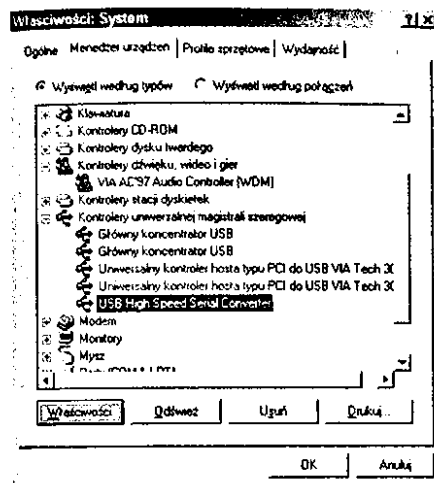 Właściwości: System
Ogólne Menedżer urządzeń Profile sprzętowe Wydajność
Wyświetl według typów Wyświetl według połączeń
Klawiatura
Kontrolery CD-ROM
Kontrolery dysku twardego
Kontrolery dźwięku, wideo i gier
VIA AC'97 Audio Controller (WDM)
Kontrolery stacji dyskietek
Kontrolery uniwersalnej magistrali szeregowej
Główny koncentrator USB
Główny koncentrator USB
Uniwersalny kontroler hosta typu PCI do USB VIA Tech 3(
Uniwersalny kontroler hosta typu PCI do USB VIA Tech 3(
USB High Speed Serial Converter
Modem
Monitory
Mysz
Właściwości Odśwież Usuń Drukuj...
OK Anuluj